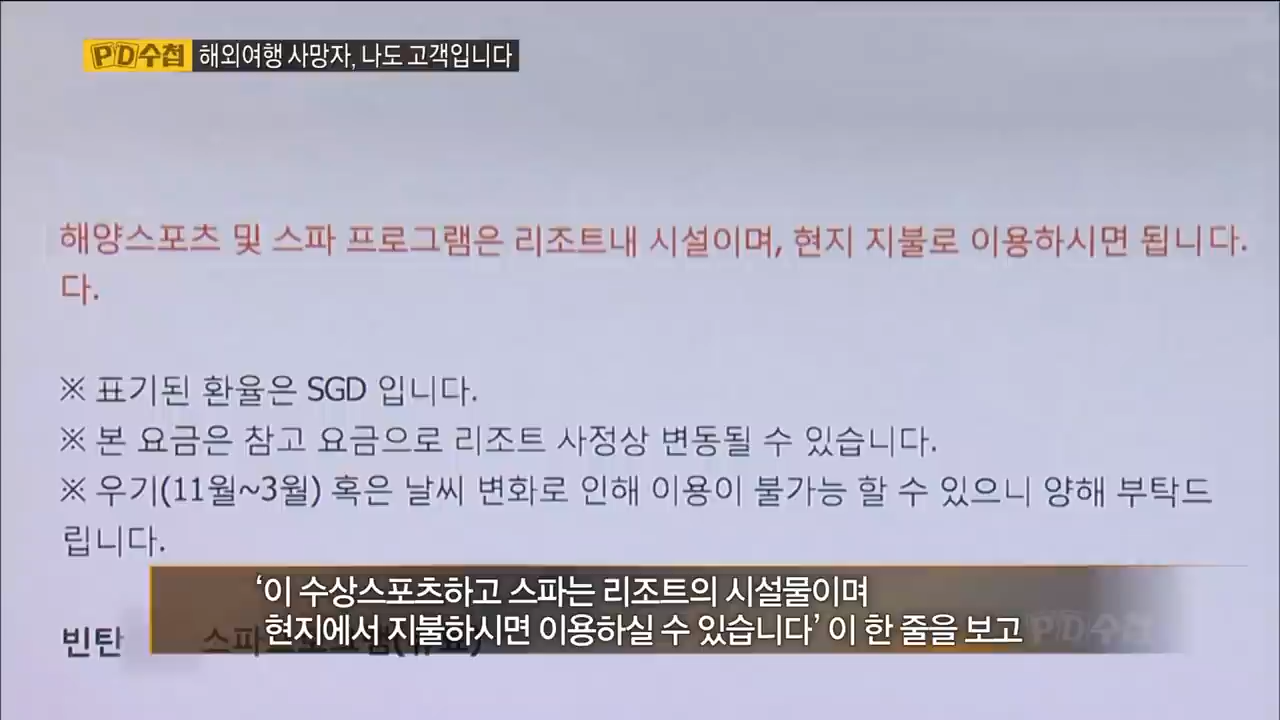 PD수첩 해외여행 사망자, 나도 고객입니다
해양스포츠 및 스파 프로그램은 리조트내 시설이며, 현지 지불로 이용하시면 됩니다.
다.
※ 표기된 환율은 SGD 입니다.
※ 본 요금은 참고 요금으로 리조트 사정상 변동될 수 있습니다.
※ 우기(11월~3월) 혹은 날씨 변화로 인해 이용이 불가능 할 수 있으니 양해 부탁드
립니다.
‘이 수상스포츠하고 스파는 리조트의 시설물이며
현지에서 지불하시면 이용하실 수 있습니다’ 이 한 줄을 보고
PD수첩
빈탄